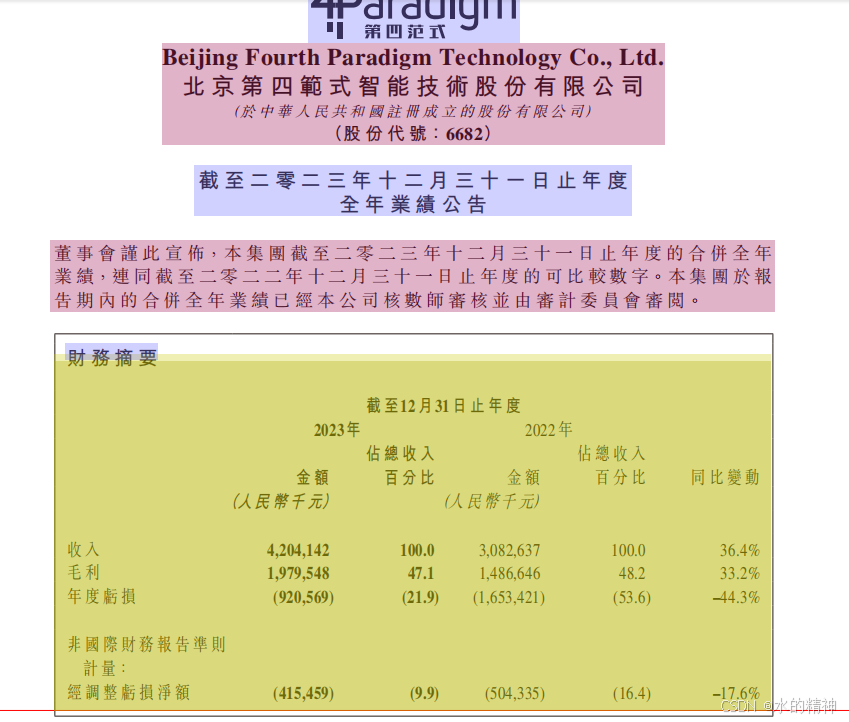 4Paradigm
第四范式
Beijing Fourth Paradigm Technology Co., Ltd.
北京第四範式智能技術股份有限公司
(於中華人民共和國註冊成立的股份有限公司)
(股份代號：6682)
截至二零二三年十二月三十一日止年度
全年業績公告
董事會謹此宣佈，本集團截至二零二三年十二月三十一日止年度的合併全年
業績，連同截至二零二二年十二月三十一日止年度的可比較數字。本集團於報
告期內的合併全年業績已經本公司核數師審核並由審計委員會審閱。
財務摘要
截至12月31日止年度
2023年 2022年
佔總收入 佔總收入
金額 百分比 金額 百分比 同比變動
(人民幣千元) (人民幣千元)
收入 4,204,142 100.0 3,082,637 100.0 36.4%
毛利 1,979,548 47.1 1,486,646 48.2 33.2%
年度虧損 (920,569) (21.9) (1,653,421) (53.6) –44.3%
非國際財務報告準則
計量：
經調整虧損淨額 (415,459) (9.9) (504,335) (16.4) –17.6%
CSDN @水的精神